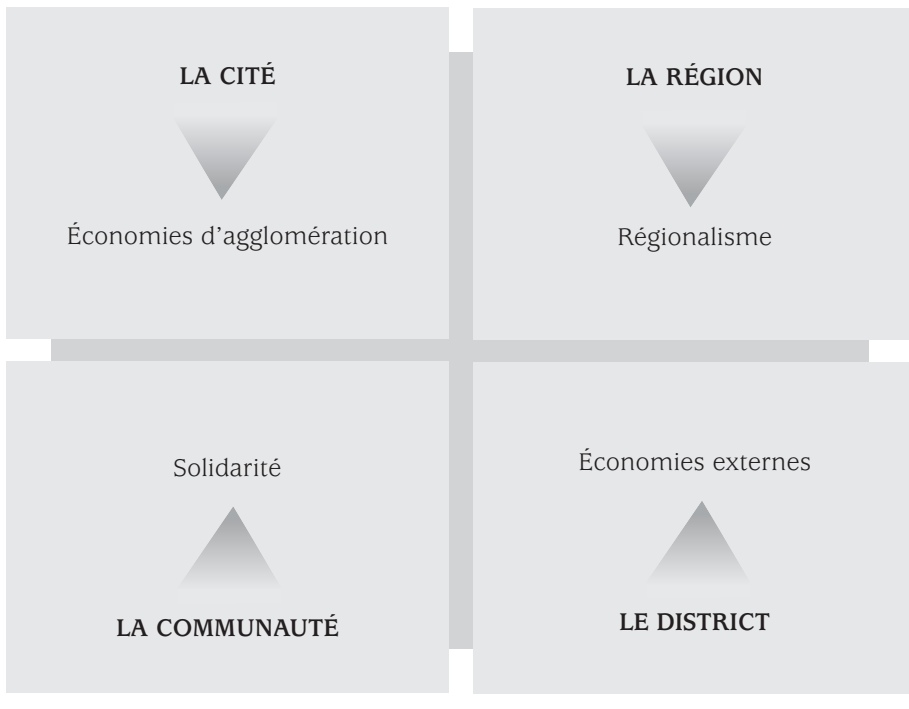 LA CITÉ
Économies d’agglomération
LA RÉGION
Régionalisme
Solidarité
LA COMMUNAUTÉ
Économies externes
LE DISTRICT